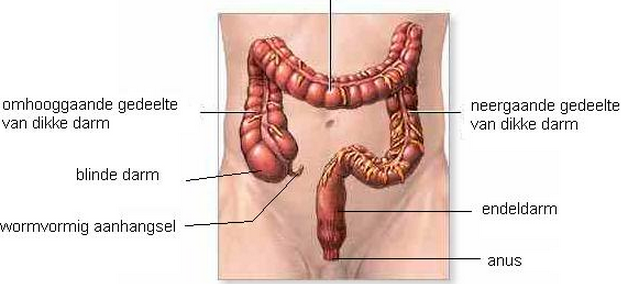 omhooggaande gedeelte
van dikke darm
blinde darm
wormvormig aanhangsel
neergaande gedeelte
van dikke darm
endeldarm
anus